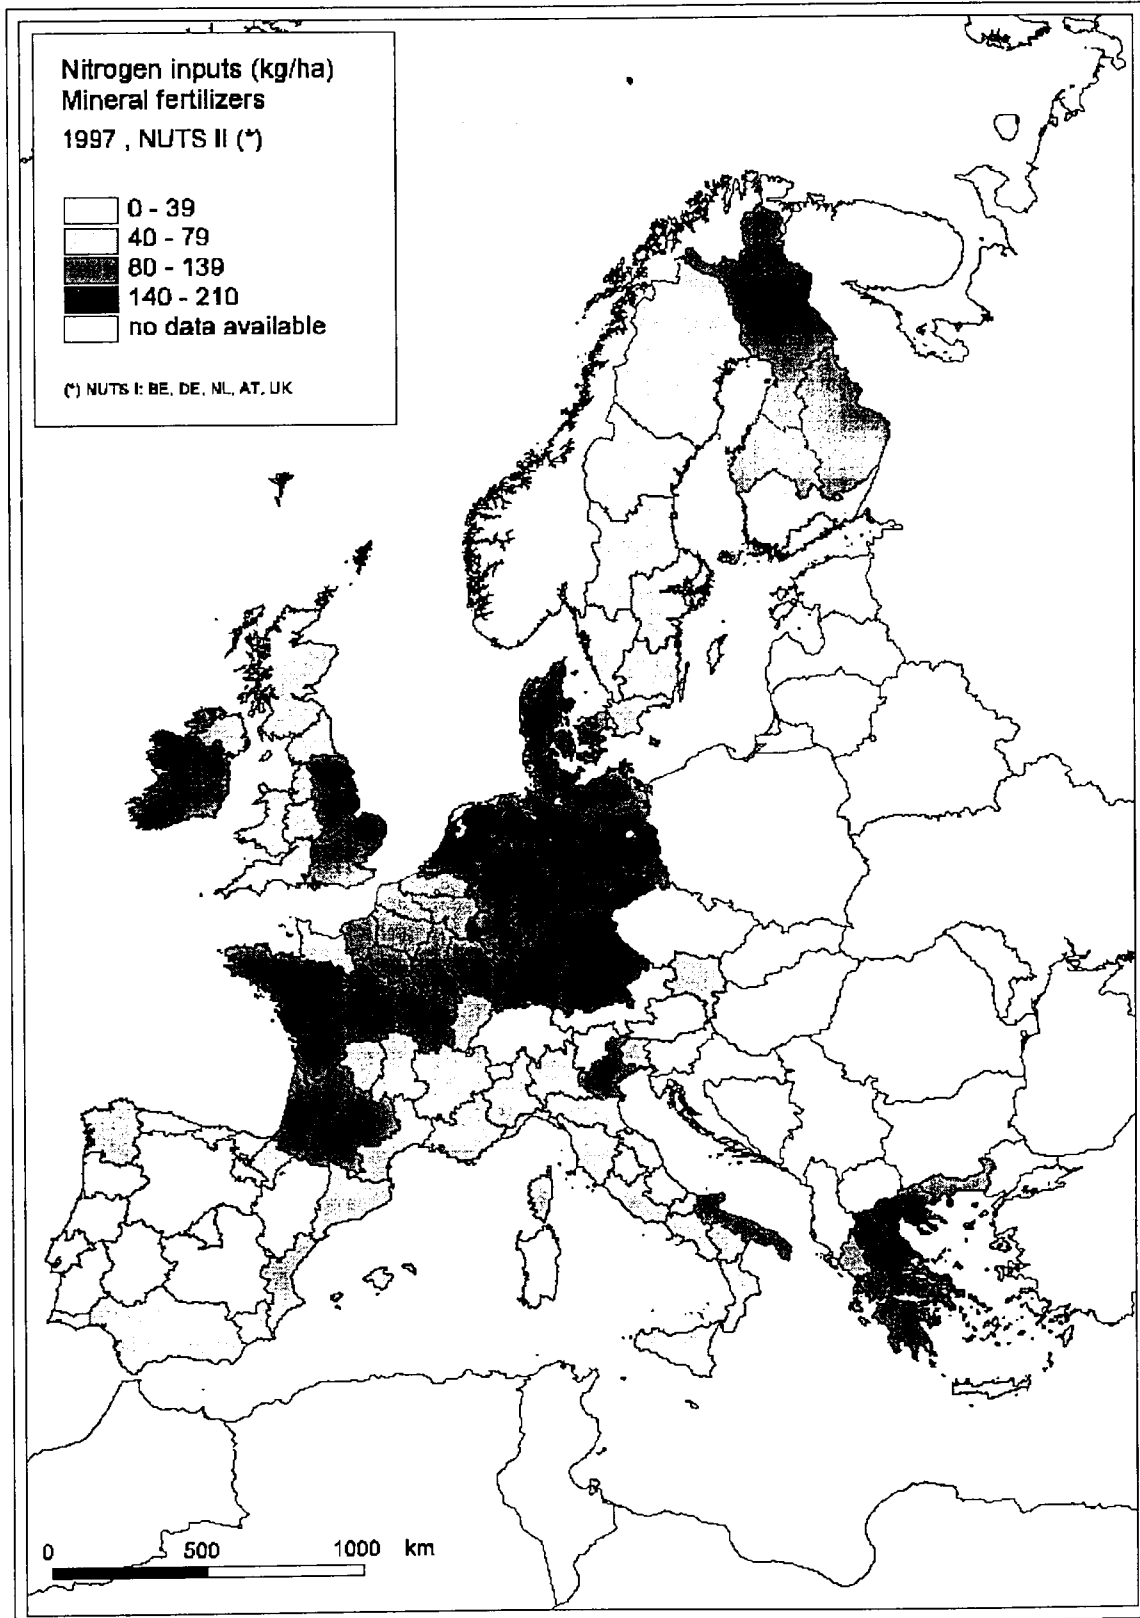 Nitrogen inputs (kg/ha)
Mineral fertilizers
1997 , NUTS II (*)
0 - 39
40 - 79
80 - 139
140 - 210
no data available
(*) NUTS I: BE, DE, NL, AT, UK
0 500 1000 km